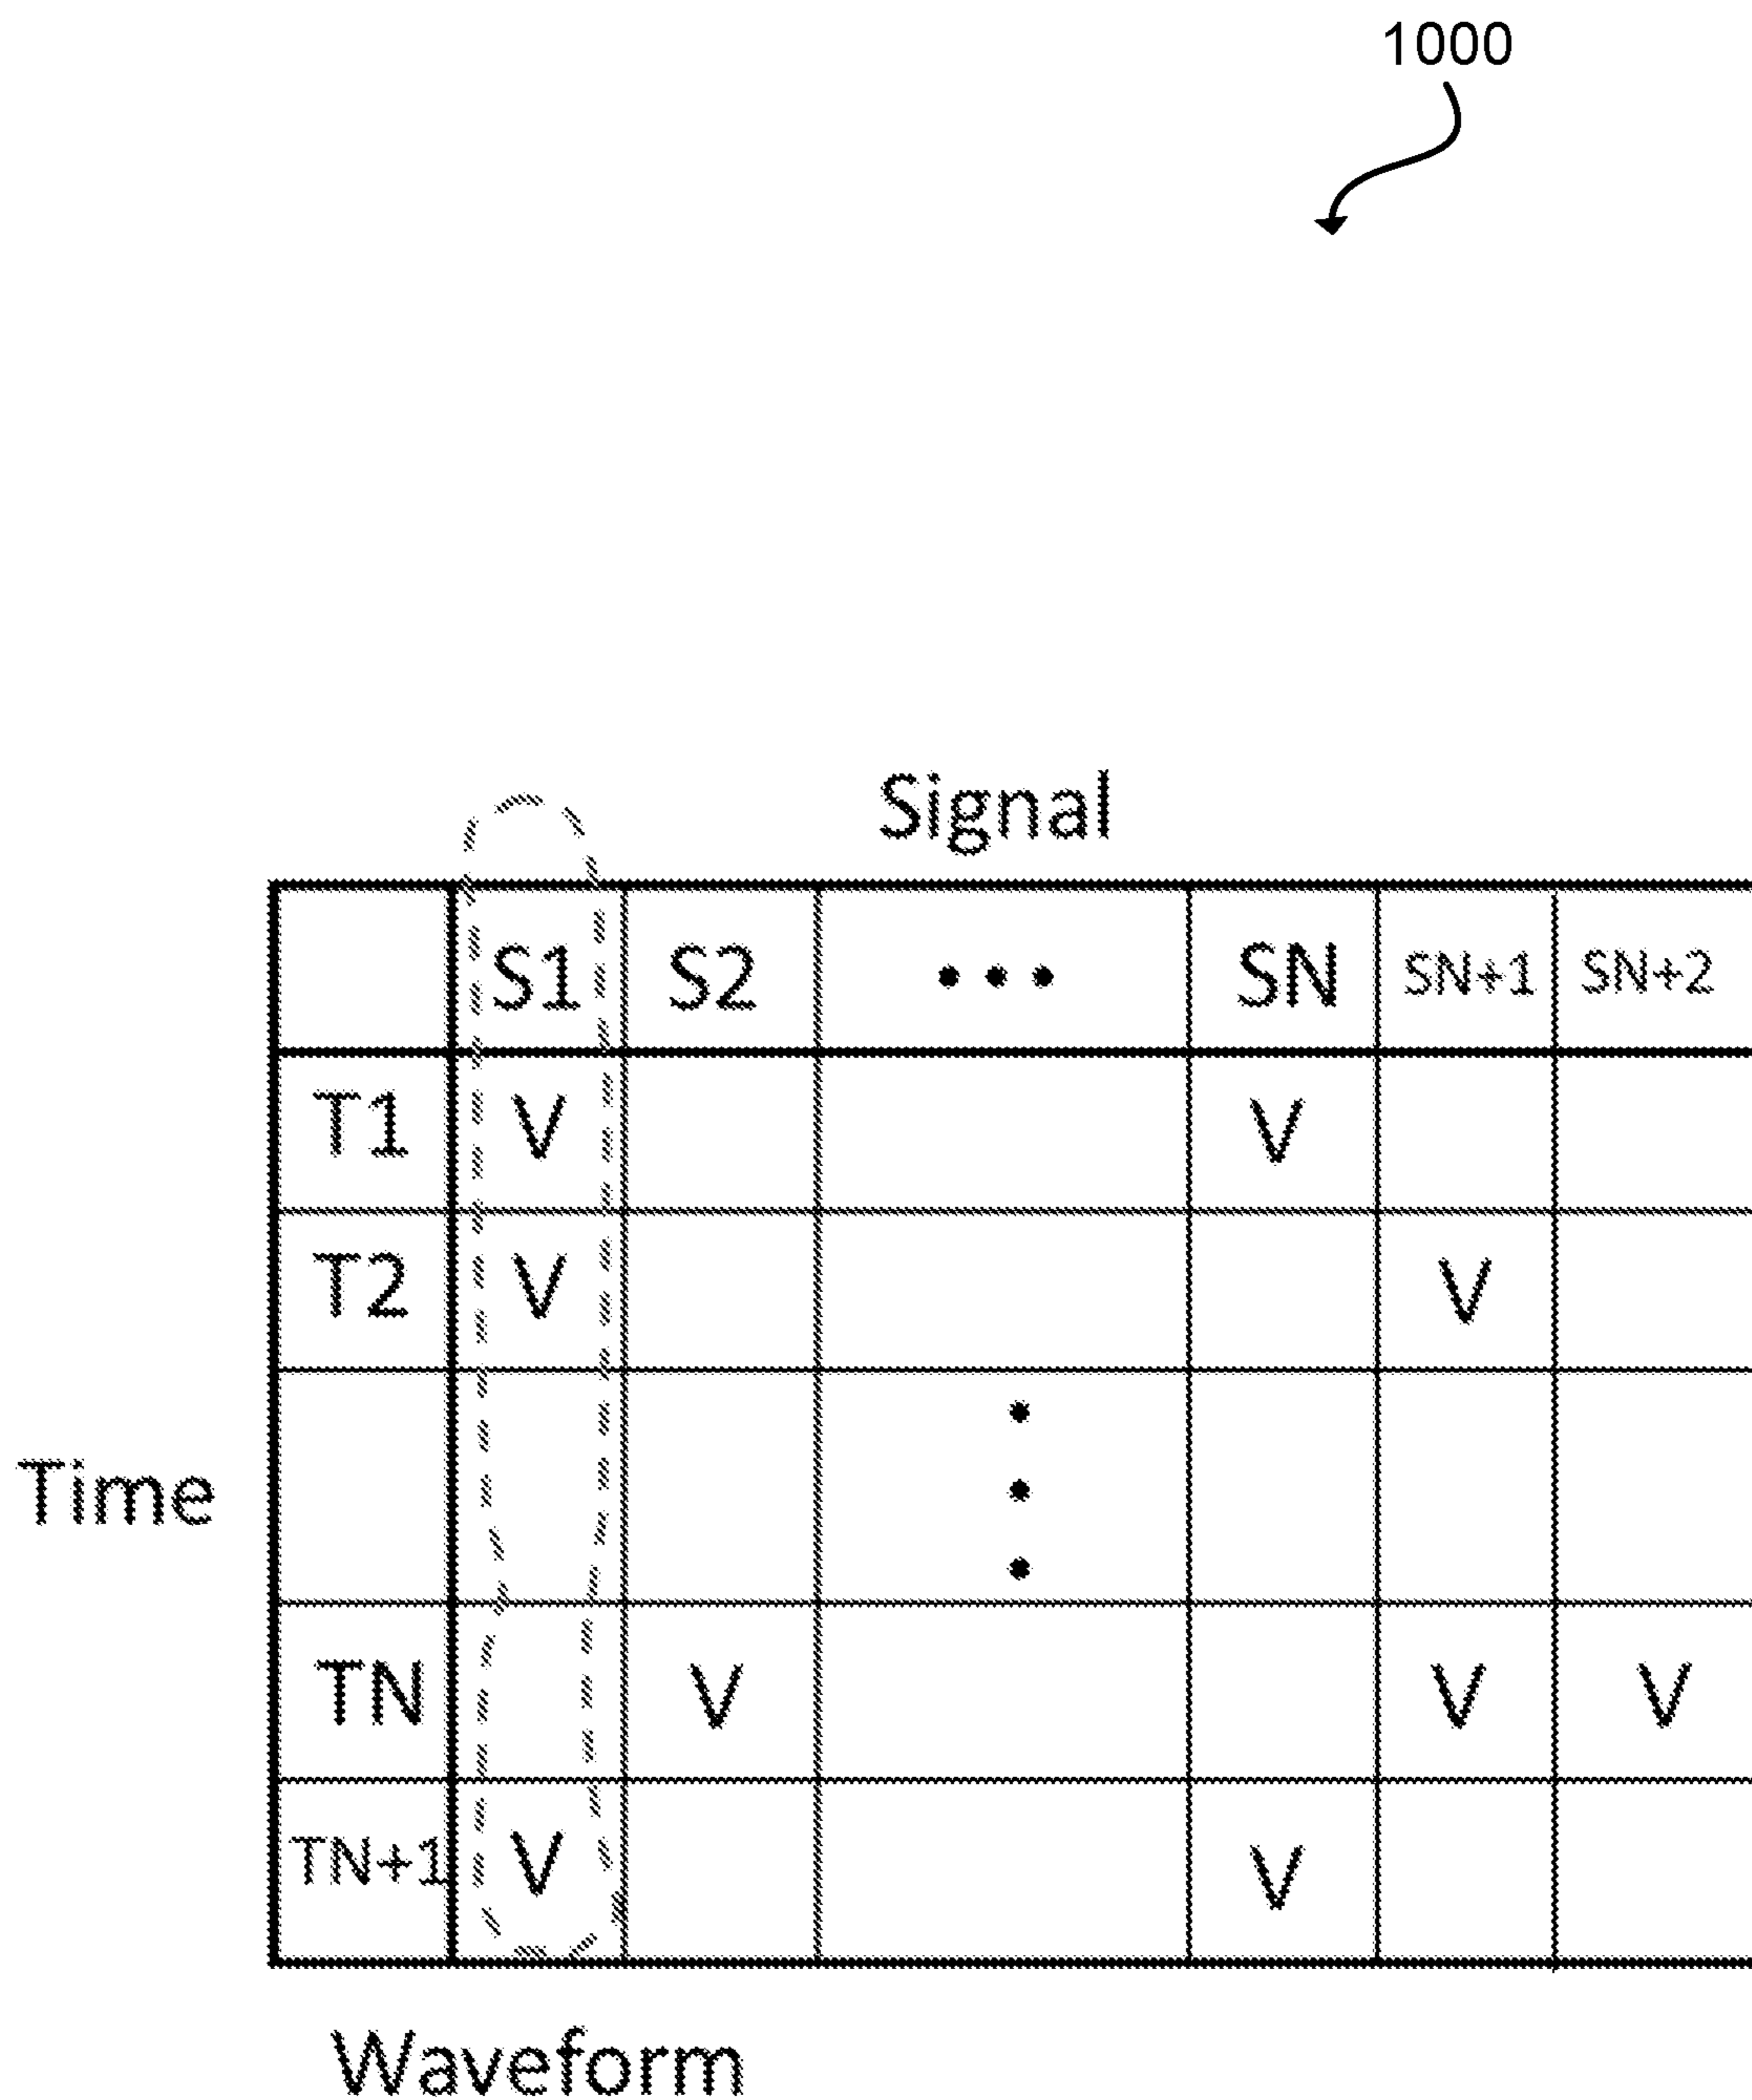 1000
Signal
S1 S2 • • • SN SN+1 SN+2
T1 V V
T2 V V
Time
TN V V V
TN+1 V V
Waveform